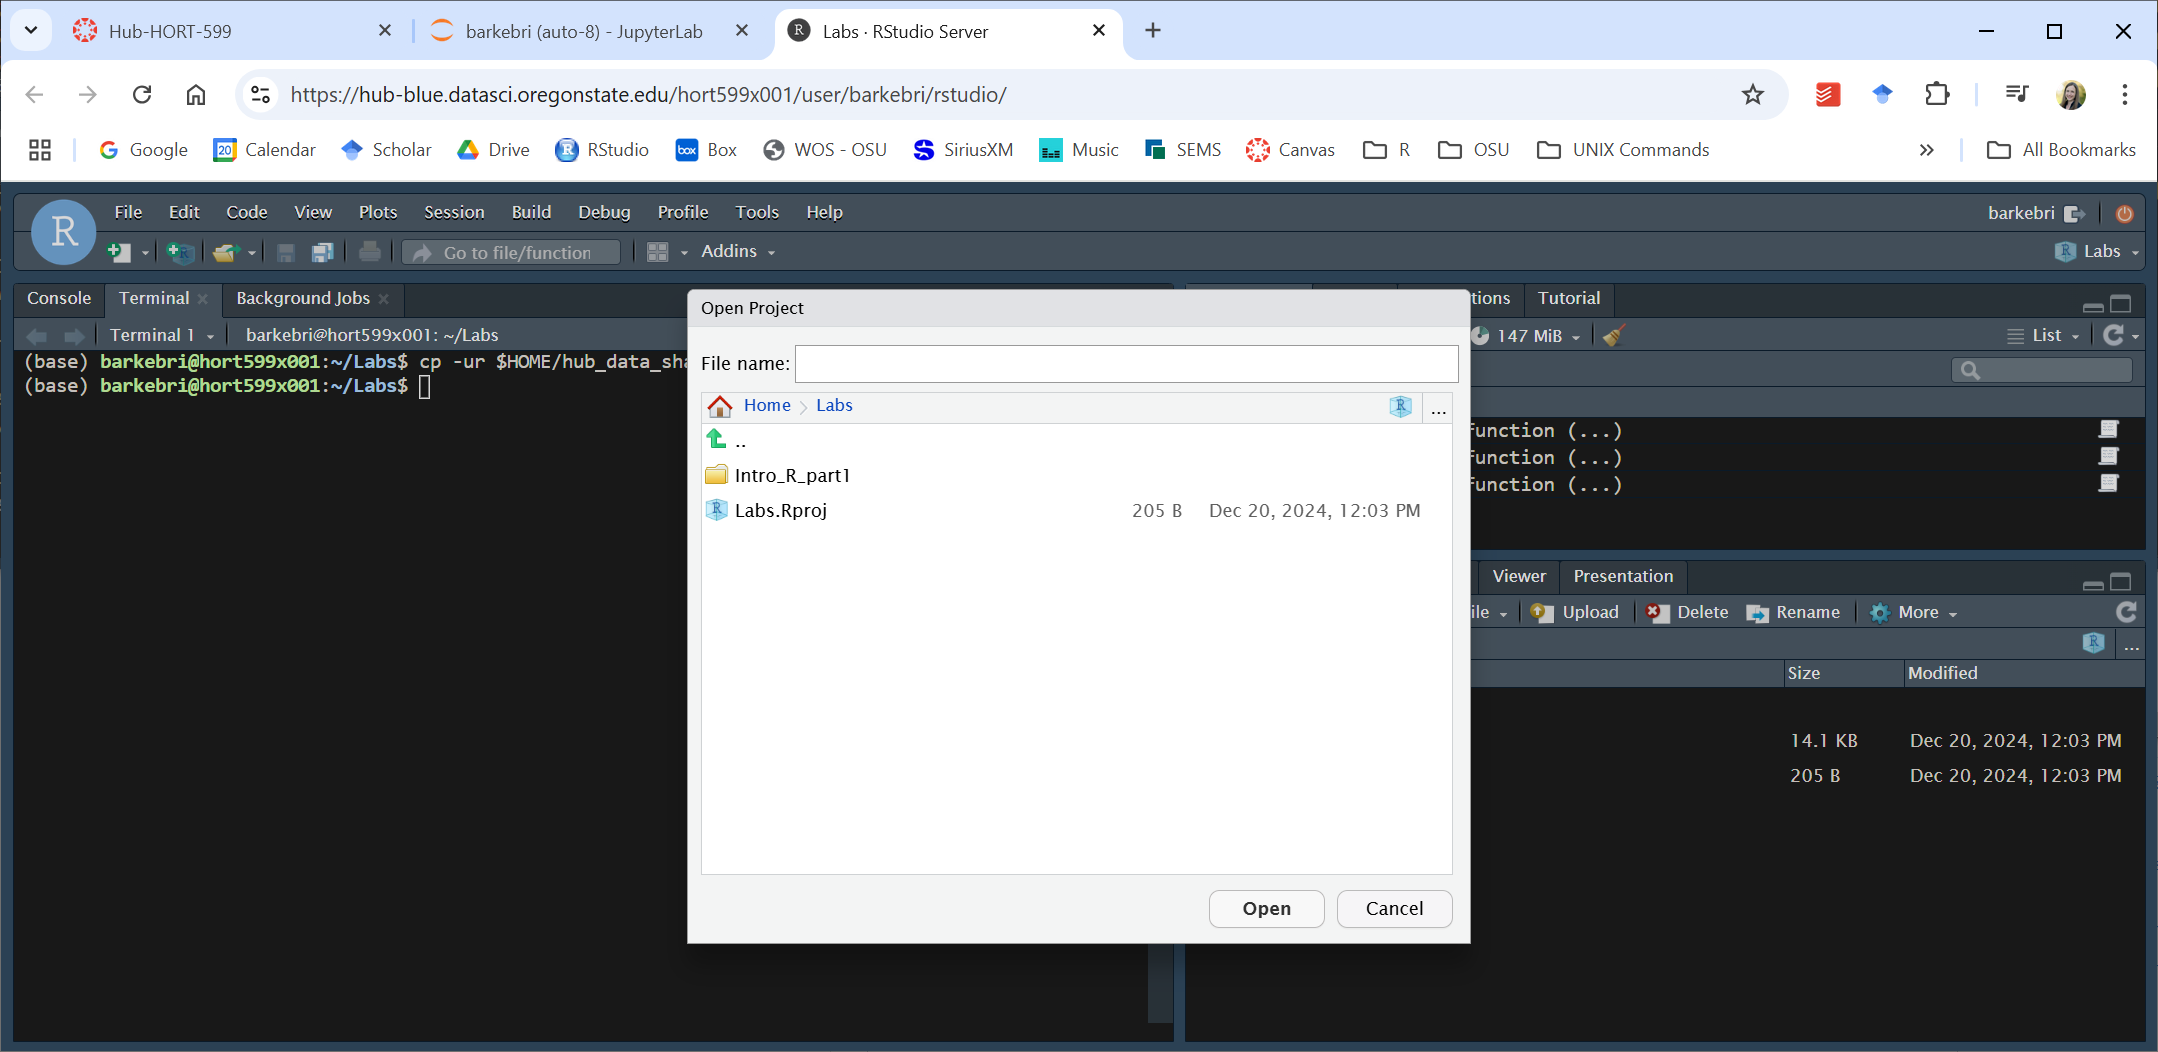 Hub-HORT-599
barkebri (auto-8) - JupyterLab
Labs · RStudio Server
https://hub-blue.datasci.oregonstate.edu/hort599x001/user/barkebri/rstudio/
Google
20 Calendar
Scholar
Drive
R RStudio
box Box
WOS - OSU
SiriusXM
Music
SEMS
Canvas
R
OSU
UNIX Commands
All Bookmarks
R
File Edit Code View Plots Session Build Debug Profile Tools Help
barkebri
Go to file/function
Addins
Labs
Console Terminal Background Jobs
Terminal 1 barkebri@hort599x001: ~/Labs
(base) barkebri@hort599x001:~/Labs$ cp -ur $HOME/hub_data_sha
(base) barkebri@hort599x001:~/Labs$
Open Project
File name:
Home Labs
R ...
..
Intro_R_part1
Labs.Rproj 205 B Dec 20, 2024, 12:03 PM
Open Cancel
tions Tutorial
147 MiB
List
function (...)
function (...)
function (...)
Viewer Presentation
ile Upload Delete Rename More
R ...
Size Modified
14.1 KB Dec 20, 2024, 12:03 PM
205 B Dec 20, 2024, 12:03 PM